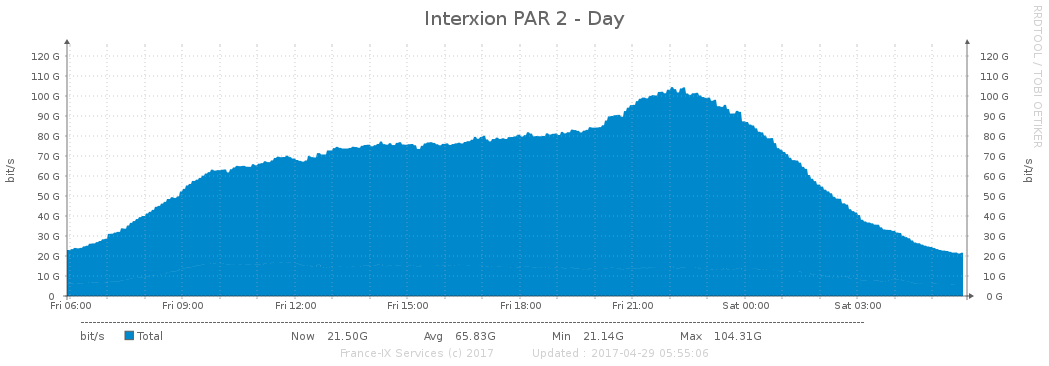 Interxion PAR 2 - Day
RRDTOOL / TOBI OETIKER
bit/s
120 G 120 G
110 G 110 G
100 G 100 G
90 G 90 G
80 G 80 G
70 G 70 G
60 G 60 G
50 G 50 G
40 G 40 G
30 G 30 G
20 G 20 G
10 G 10 G
0 0 G
bit/s
Fri 06:00 Fri 09:00 Fri 12:00 Fri 15:00 Fri 18:00 Fri 21:00 Sat 00:00 Sat 03:00
bit/s Total Now 21.50G Avg 65.83G Min 21.14G Max 104.31G
France-IX Services (c) 2017 Updated : 2017-04-29 05:55:06